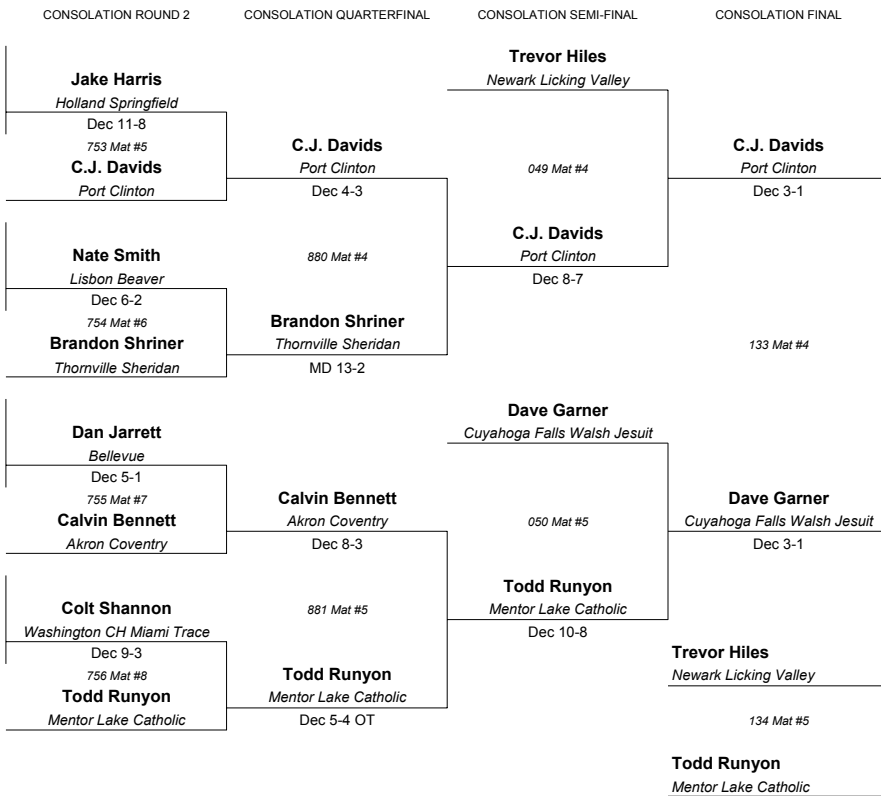 CONSOLATION ROUND 2
CONSOLATION QUARTERFINAL
CONSOLATION SEMI-FINAL
CONSOLATION FINAL
Jake Harris
Holland Springfield
Dec 11-8
753 Mat #5
C.J. Davids
Port Clinton
Nate Smith
Lisbon Beaver
Dec 6-2
754 Mat #6
Brandon Shriner
Thornville Sheridan
Dan Jarrett
Bellevue
Dec 5-1
755 Mat #7
Calvin Bennett
Akron Coventry
Colt Shannon
Washington CH Miami Trace
Dec 9-3
756 Mat #8
Todd Runyon
Mentor Lake Catholic
C.J. Davids
Port Clinton
Dec 4-3
880 Mat #4
Brandon Shriner
Thornville Sheridan
MD 13-2
Calvin Bennett
Akron Coventry
Dec 8-3
881 Mat #5
Todd Runyon
Mentor Lake Catholic
Dec 5-4 OT
Trevor Hiles
Newark Licking Valley
049 Mat #4
C.J. Davids
Port Clinton
Dec 8-7
Dave Garner
Cuyahoga Falls Walsh Jesuit
050 Mat #5
Todd Runyon
Mentor Lake Catholic
Dec 10-8
C.J. Davids
Port Clinton
Dec 3-1
133 Mat #4
Dave Garner
Cuyahoga Falls Walsh Jesuit
Dec 3-1
Trevor Hiles
Newark Licking Valley
134 Mat #5
Todd Runyon
Mentor Lake Catholic